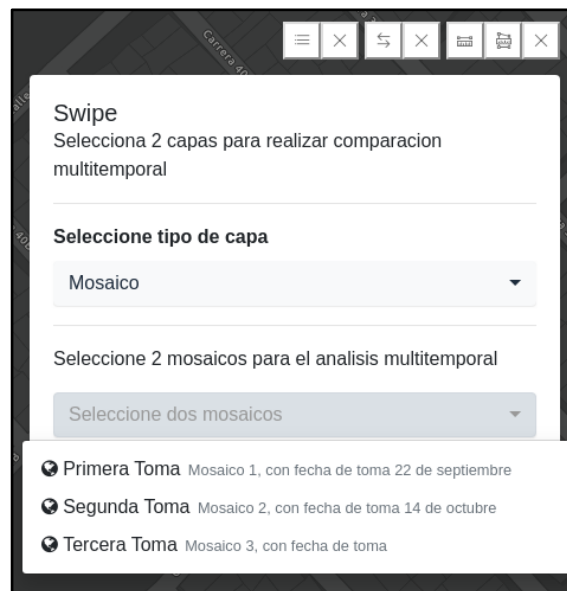 Carrera 40
alle
Swipe
Selecciona 2 capas para realizar comparacion
multitemporal
Seleccione tipo de capa
Mosaico
Seleccione 2 mosaicos para el analisis multitemporal
Seleccione dos mosaicos
Primera Toma Mosaico 1, con fecha de toma 22 de septiembre
Segunda Toma Mosaico 2, con fecha de toma 14 de octubre
Tercera Toma Mosaico 3, con fecha de toma